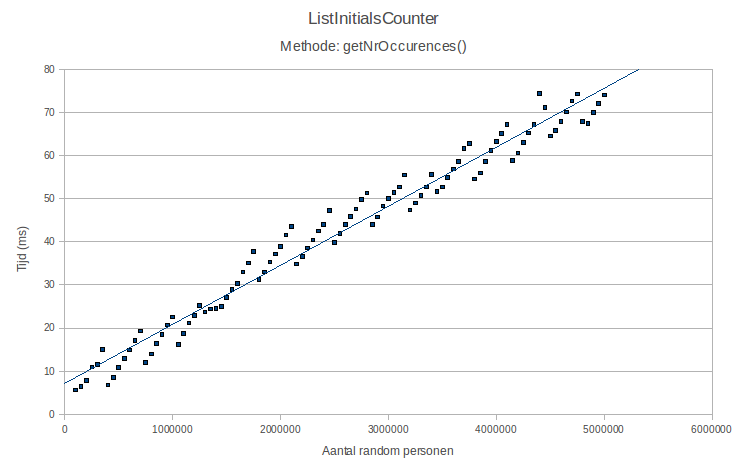 ListInitialsCounter
Methode: getNrOccurences()
80
70
60
50
40
30
20
10
0
Tijd (ms)
0 1000000 2000000 3000000 4000000 5000000 6000000
Aantal random personen